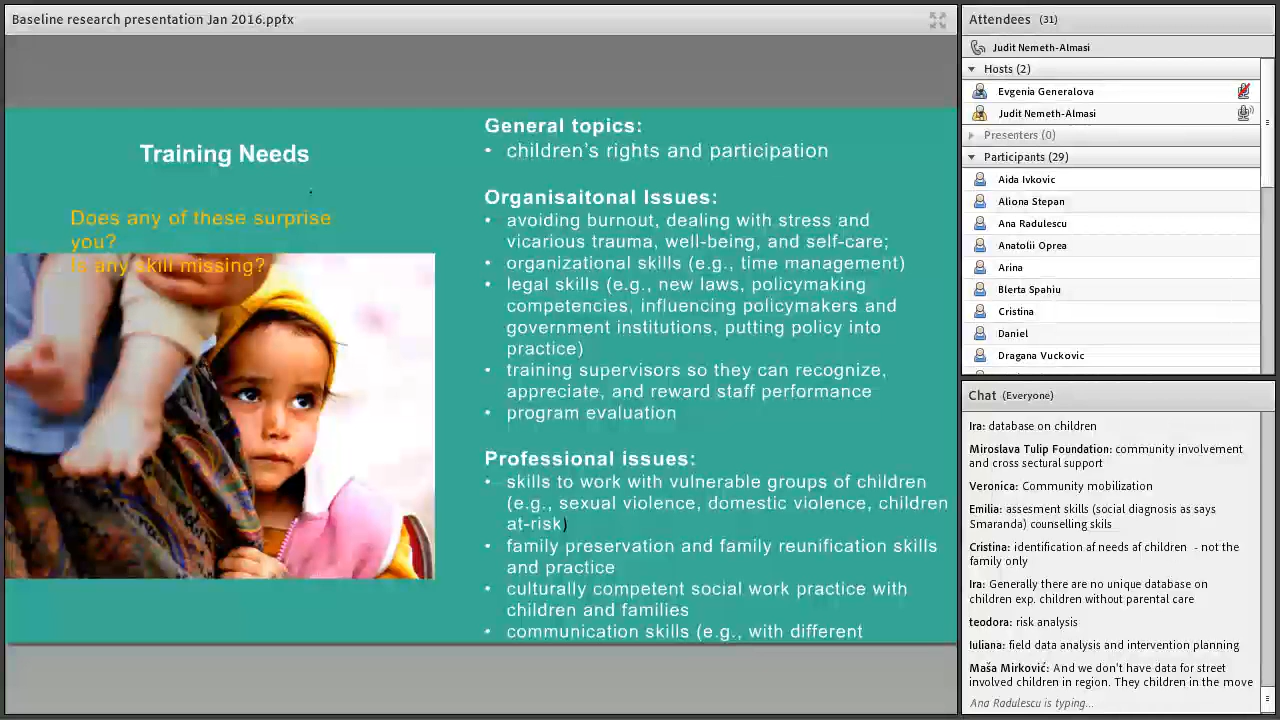 Baseline research presentation Jan 2016.pptx
Training Needs
Does any of these surprise
you?
Is any skill missing?
General topics:
• children's rights and participation
Organisaitonal Issues:
• avoiding burnout, dealing with stress and
vicarious trauma, well-being, and self-care;
• organizational skills (e.g., time management)
• legal skills (e.g., new laws, policymaking
competencies, influencing policymakers and
government institutions, putting policy into
practice)
• training supervisors so they can recognize,
appreciate, and reward staff performance
• program evaluation
Professional issues:
• skills to work with vulnerable groups of children
(e.g., sexual violence, domestic violence, children
at-risk)
• family preservation and family reunification skills
and practice
• culturally competent social work practice with
children and families
• communication skills (e.g., with different
Attendees (31)
Judit Nemeth-Almasi
Hosts (2)
Evgenia Generalova
Judit Nemeth-Almasi
Presenters (0)
Participants (29)
Aida Ivkovic
Aliona Stepan
Ana Radulescu
Anatolii Oprea
Arina
Blerta Spahiu
Cristina
Daniel
Dragana Vuckovic
Chat (Everyone)
Ira: database on children
Miroslava Tulip Foundation: community involvement
and cross sectural support
Veronica: Community mobilization
Emilia: assesment skills (social diagnosis as says
Smaranda) counselling skils
Cristina: identification af needs af children - not the
family only
Ira: Generally there are no unique database on
children exp. children without parental care
teodora: risk analysis
Iuliana: field data analysis and intervention planning
Maša Mirković: And we don't have data for street
involved children in region. They children in the move
Ana Radulescu is typing...